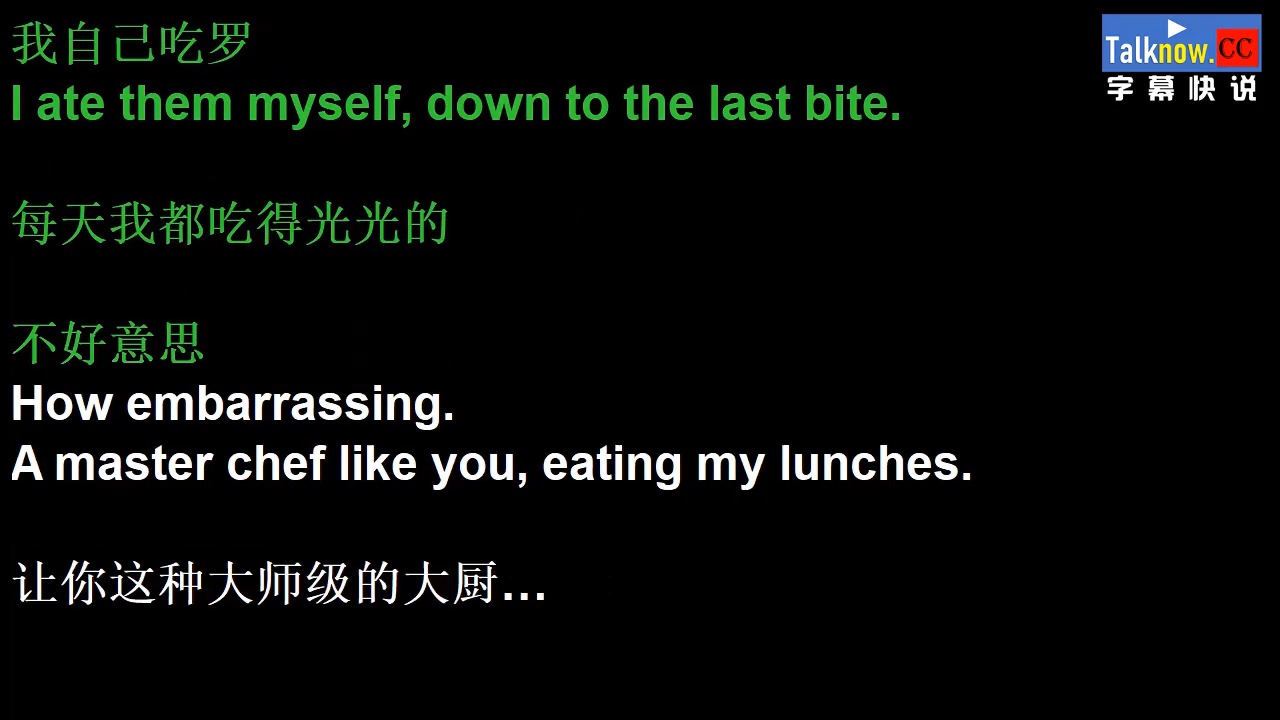 我自己吃罗
I ate them myself, down to the last bite.
每天我都吃得光光的
不好意思
How embarrassing.
A master chef like you, eating my lunches.
让你这种大师级的大厨...
Talknow.CC
字幕快说